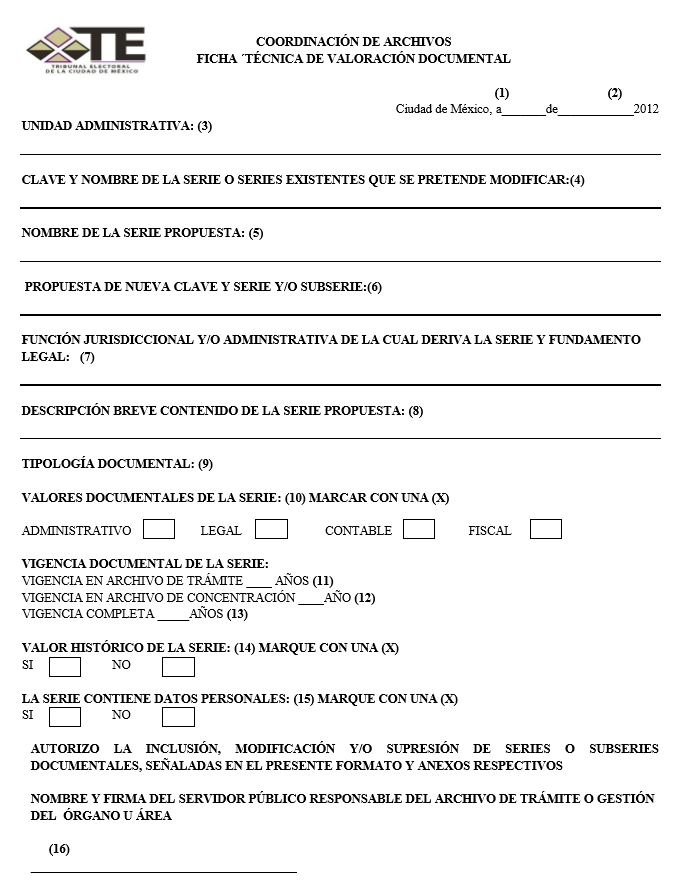 TE
TRIBUNAL ELECTORAL
DE LA CIUDAD DE MÉXICO
COORDINACIÓN DE ARCHIVOS
FICHA ´TÉCNICA DE VALORACIÓN DOCUMENTAL
(1) (2)
Ciudad de México, a_______de____________2012
UNIDAD ADMINISTRATIVA: (3)
CLAVE Y NOMBRE DE LA SERIE O SERIES EXISTENTES QUE SE PRETENDE MODIFICAR:(4)
NOMBRE DE LA SERIE PROPUESTA: (5)
PROPUESTA DE NUEVA CLAVE Y SERIE Y/O SUBSERIE:(6)
FUNCIÓN JURISDICCIONAL Y/O ADMINISTRATIVA DE LA CUAL DERIVA LA SERIE Y FUNDAMENTO
LEGAL: (7)
DESCRIPCIÓN BREVE CONTENIDO DE LA SERIE PROPUESTA: (8)
TIPOLOGÍA DOCUMENTAL: (9)
VALORES DOCUMENTALES DE LA SERIE: (10) MARCAR CON UNA (X)
ADMINISTRATIVO LEGAL CONTABLE FISCAL
VIGENCIA DOCUMENTAL DE LA SERIE:
VIGENCIA EN ARCHIVO DE TRÁMITE ____ AÑOS (11)
VIGENCIA EN ARCHIVO DE CONCENTRACIÓN ____AÑO (12)
VIGENCIA COMPLETA _____AÑOS (13)
VALOR HISTÓRICO DE LA SERIE: (14) MARQUE CON UNA (X)
SI NO
LA SERIE CONTIENE DATOS PERSONALES: (15) MARQUE CON UNA (X)
SI NO
AUTORIZO LA INCLUSIÓN, MODIFICACIÓN Y/O SUPRESIÓN DE SERIES O SUBSERIES
DOCUMENTALES, SEÑALADAS EN EL PRESENTE FORMATO Y ANEXOS RESPECTIVOS
NOMBRE Y FIRMA DEL SERVIDOR PÚBLICO RESPONSABLE DEL ARCHIVO DE TRÁMITE O GESTIÓN
DEL ÓRGANO U ÁREA
(16)